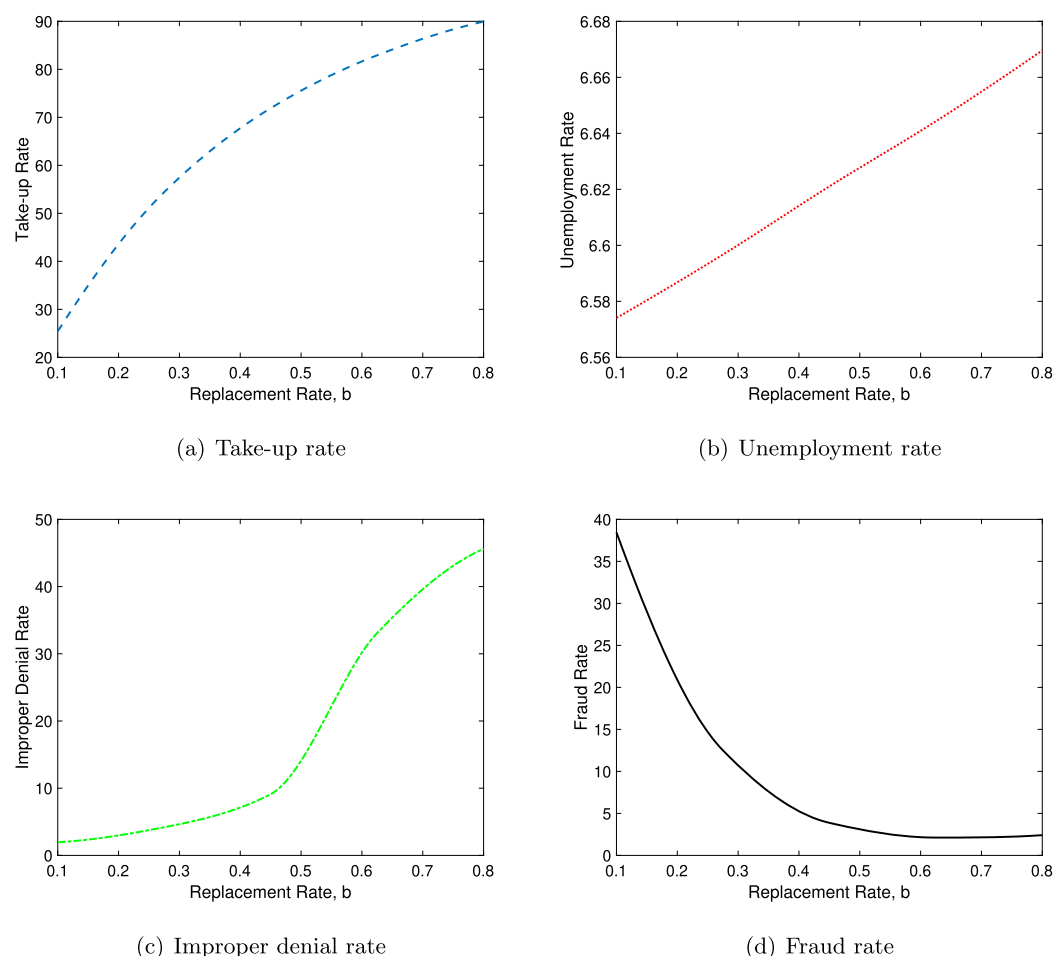 Take-up Rate
90
80
70
60
50
40
30
20
0.1 0.2 0.3 0.4 0.5 0.6 0.7 0.8
Replacement Rate, b
(a) Take-up rate
Unemployment Rate
6.68
6.66
6.64
6.62
6.6
6.58
6.56
0.1 0.2 0.3 0.4 0.5 0.6 0.7 0.8
Replacement Rate, b
(b) Unemployment rate
Improper Denial Rate
50
40
30
20
10
0
0.1 0.2 0.3 0.4 0.5 0.6 0.7 0.8
Replacement Rate, b
(c) Improper denial rate
Fraud Rate
40
35
30
25
20
15
10
5
0
0.1 0.2 0.3 0.4 0.5 0.6 0.7 0.8
Replacement Rate, b
(d) Fraud rate